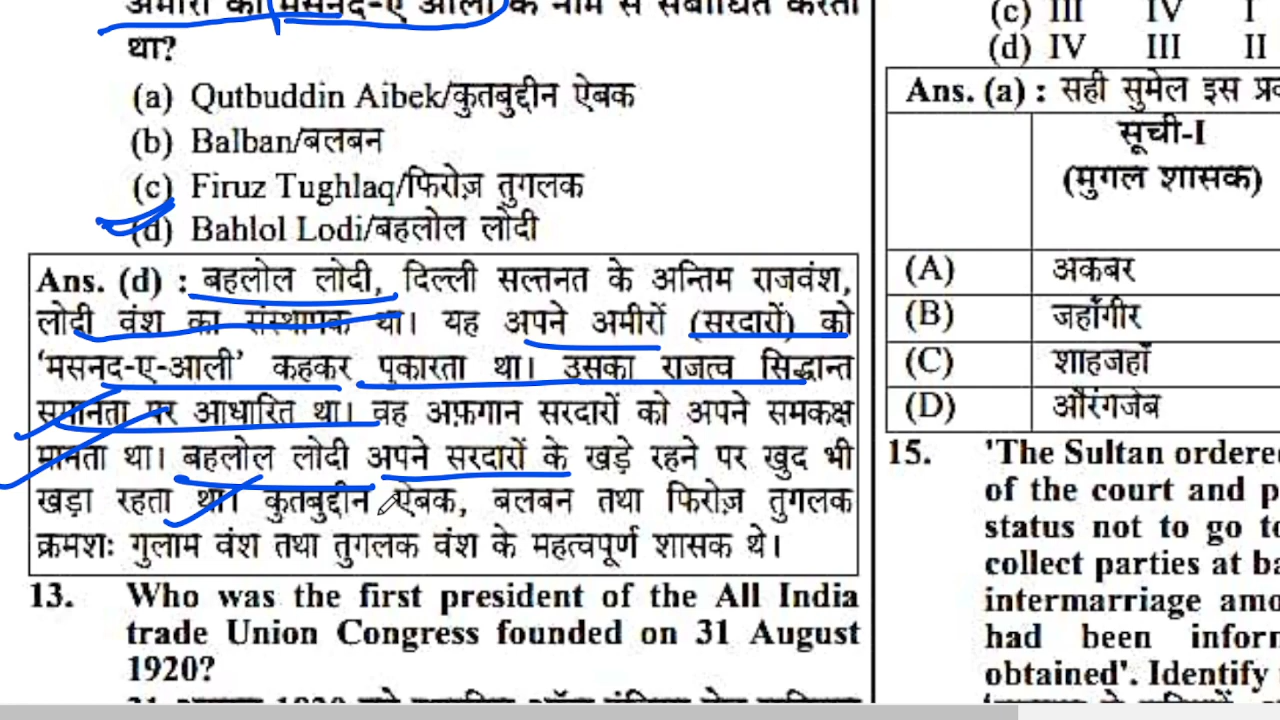 अमीरों को मसनद-ए आली के नाम से संबोधित करता
था?
(a) Qutbuddin Aibek/कुतबुद्दीन ऐबक
(b) Balban/बलबन
(c) Firuz Tughlaq/फिरोज़ तुगलक
(d) Bahlol Lodi/बहलोल लोदी
Ans. (d) : बहलोल लोदी, दिल्ली सल्तनत के अन्तिम राजवंश,
लोदी वंश का संस्थापक था। यह अपने अमीरों (सरदारों) को
‘मसनद-ए-आली’ कहकर पुकारता था। उसका राजत्व सिद्धान्त
समानता पर आधारित था। वह अफ़गान सरदारों को अपने समकक्ष
मानता था। बहलोल लोदी अपने सरदारों के खड़े रहने पर खुद भी
खड़ा रहता था। कुतबुद्दीन ऐबक, बलबन तथा फिरोज़ तुगलक
क्रमशः गुलाम वंश तथा तुगलक वंश के महत्वपूर्ण शासक थे।
13. Who was the first president of the All India
trade Union Congress founded on 31 August
1920?
(c) III IV I
(d) IV III II
Ans. (a) : सही सुमेल इस
सूची-I
(मुगल शासक)
(A) अकबर
(B) जहाँगीर
(C) शाहजहाँ
(D) औरंगजेब
15. 'The Sultan ordere
of the court and p
status not to go to
collect parties at ba
intermarriage amo
had been inforn
obtained'. Identify